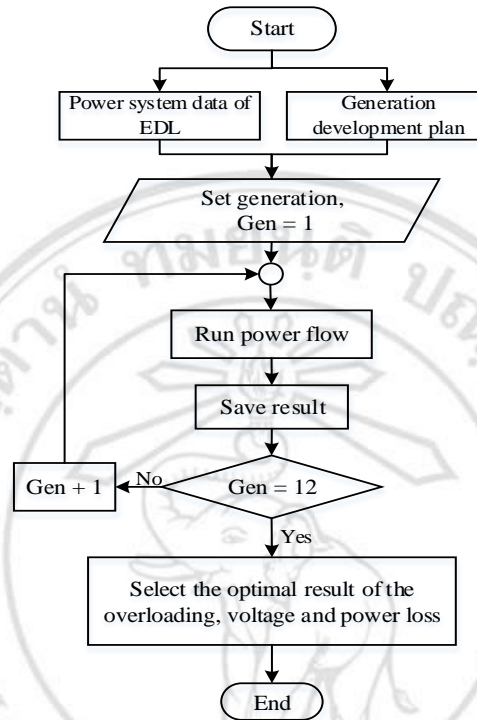 Start
Power system data of
EDL
Generation
development plan
Set generation,
Gen = 1
Run power flow
Save result
Gen + 1
No
Gen = 12
Yes
Select the optimal result of the
overloading, voltage and power loss
End